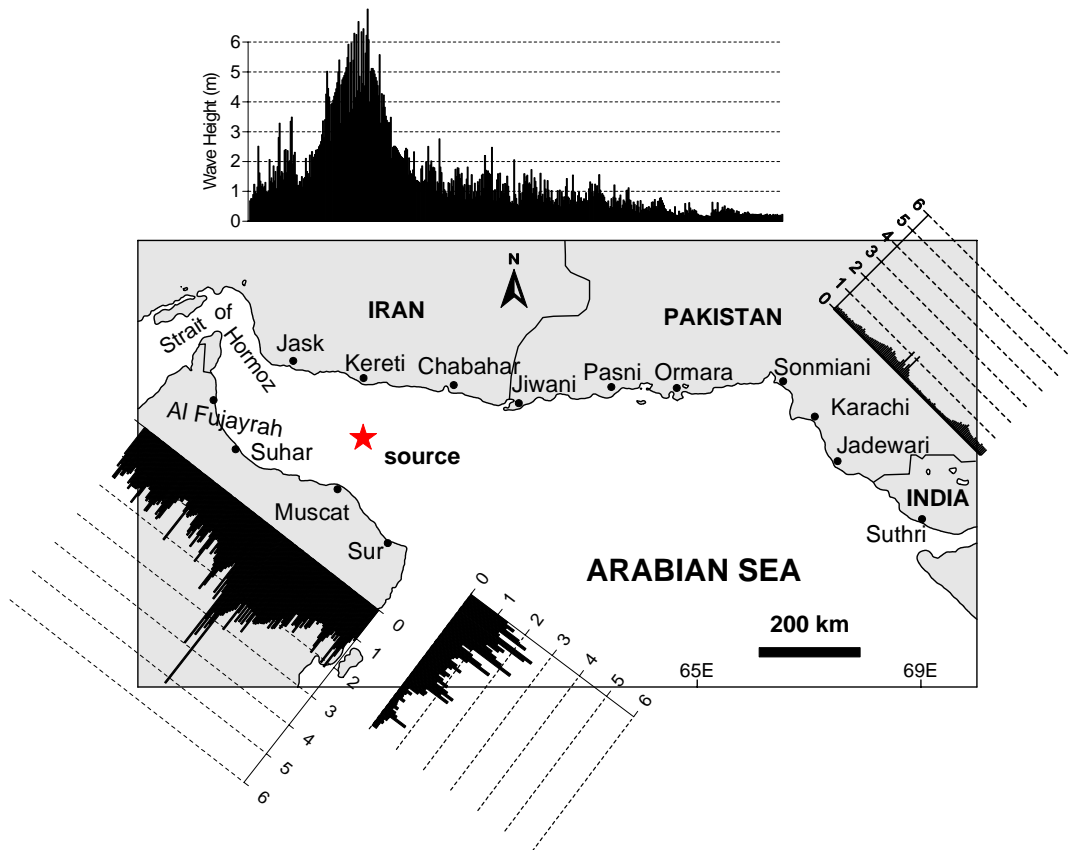 6
5
4
3
2
1
0
Wave Height (m)
6
5
4
3
2
1
0
N
IRAN
PAKISTAN
Strait of
Hormoz
Jask
Kereti
Chabahar
Jiwani
Pasni
Ormara
Sonmiani
Karachi
Jadewari
INDIA
Suthri
Al Fujayrah
Suhar
source
Muscat
Sur
ARABIAN SEA
200 km
65E
69E
0
1
2
3
4
5
6
0
1
2
3
4
5
6